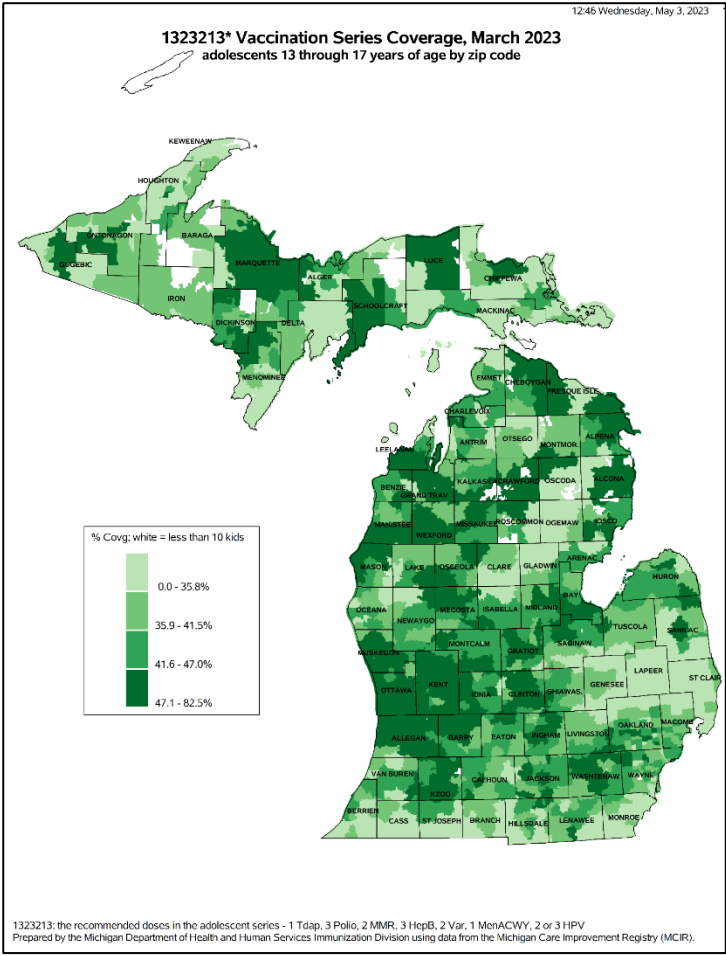 12:46 Wednesday, May 3, 2023
1323213* Vaccination Series Coverage, March 2023
adolescents 13 through 17 years of age by zip code
KEWEENAW
HOUGHTON
ONTONAGON
BARAGA
GOGEBIC
MARQUETTE
LUCE
ALGER
CHIPPEWA
IRON
SCHOOLCRAFT
MACKINAC
DICKINSON
DELTA
MENOMINEE
EMMET
CHEBOYGAN
PRESQUE ISLE
CHARLEVOIX
ANTRIM
OTSEGO
MONTMOR.
ALPENA
LEELANAU
BENZIE
GRAND TRAV
KALKASKA
CRAWFORD
OSCODA
ALCONA
MANISTEE
WEXFORD
MISSAUKEE
ROSCOMMON
OGEMAW
IOSCO
% Covg; white = less than 10 kids
0.0 - 35.8%
35.9 - 41.5%
41.6 - 47.0%
47.1 - 82.5%
MASON
LAKE
OSCEOLA
CLARE
GLADWIN
ARENAC
HURON
OCEANA
NEWAYGO
MECOSTA
ISABELLA
MIDLAND
BAY
TUSCOLA
SANILAC
MUSKEGON
MONTCALM
GRATIOT
SAGINAW
OTTAWA
KENT
IONIA
CLINTON
SHIAWAS.
GENESEE
LAPEER
ST CLAIR
ALLEGAN
BARRY
EATON
INGHAM
LIVINGSTON
OAKLAND
MACOMB
VAN BUREN
KZOO
CALHOUN
JACKSON
WASHTENAW
WAYNE
BERRIEN
CASS
ST JOSEPH
BRANCH
HILLSDALE
LENAWEE
MONROE
1323213: the recommended doses in the adolescent series - 1 Tdap, 3 Polio, 2 MMR, 3 HepB, 2 Var, 1 MenACWY, 2 or 3 HPV
Prepared by the Michigan Department of Health and Human Services Immunization Division using data from the Michigan Care Improvement Registry (MCIR).